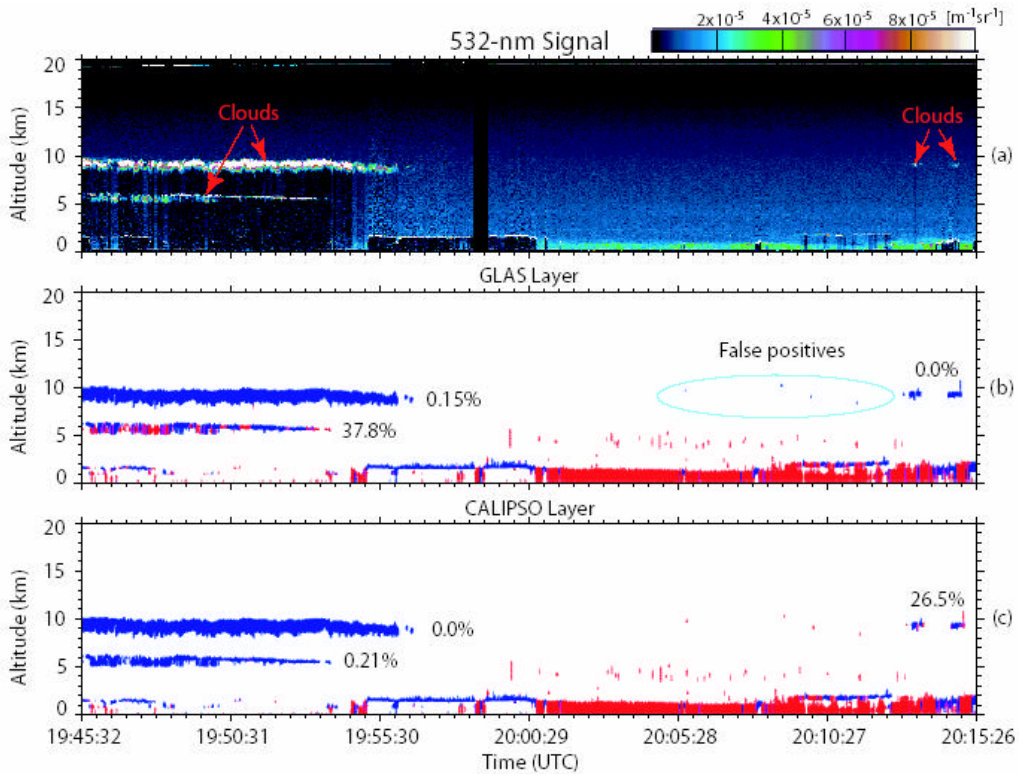 2x10-5 4x10-5 6x10-5 8x10-5 [m-1sr-1]
532-nm Signal
20
15
10
5
0
Altitude (km)
Clouds
Clouds
(a)
GLAS Layer
20
15
10
5
0
Altitude (km)
False positives
0.0%
0.15%
37.8%
(b)
CALIPSO Layer
20
15
10
5
0
Altitude (km)
26.5%
0.0%
0.21%
(c)
19:45:32 19:50:31 19:55:30 20:00:29 20:05:28 20:10:27 20:15:26
Time (UTC)